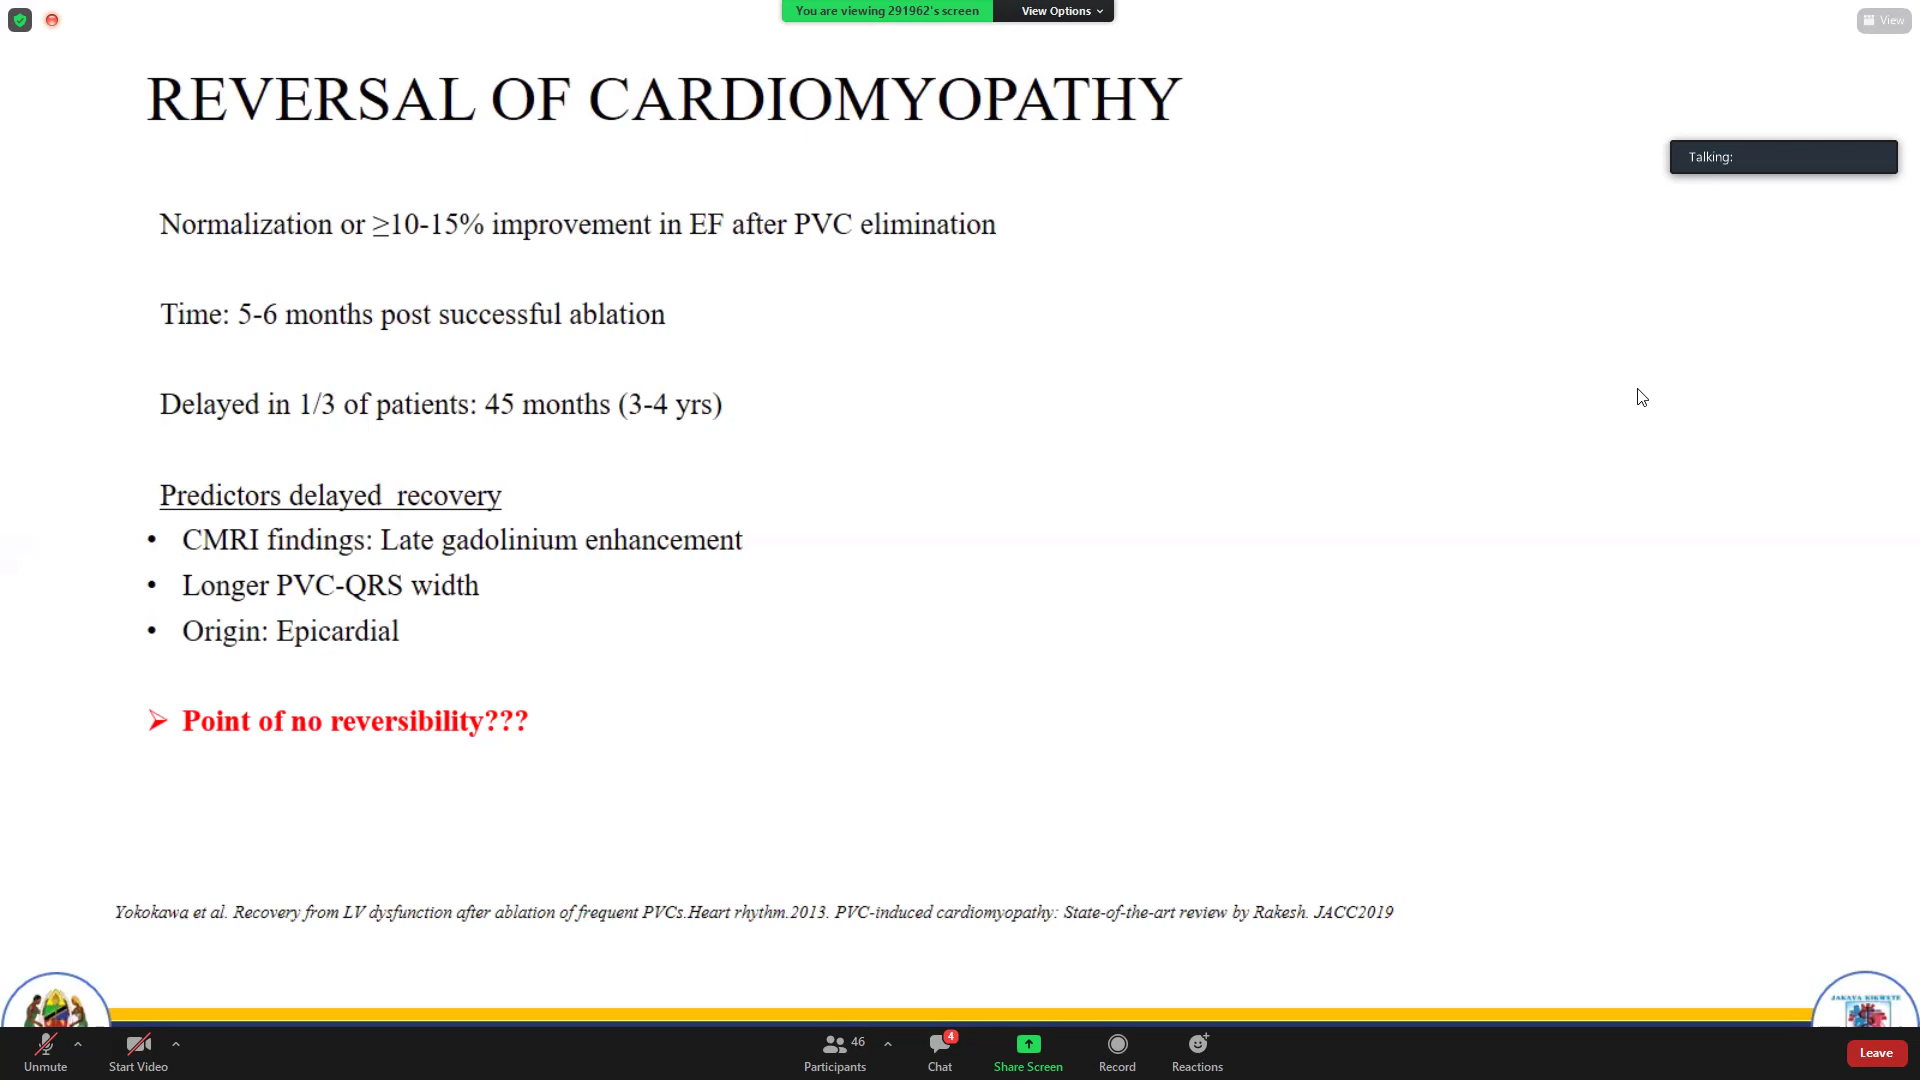 You are viewing 291962's screen
View Options
View
REVERSAL OF CARDIOMYOPATHY
Talking:
Normalization or ≥10-15% improvement in EF after PVC elimination
Time: 5-6 months post successful ablation
Delayed in 1/3 of patients: 45 months (3-4 yrs)
Predictors delayed  recovery
• CMRI findings: Late gadolinium enhancement
• Longer PVC-QRS width
• Origin: Epicardial
➢ Point of no reversibility???
Yokokawa et al. Recovery from LV dysfunction after ablation of frequent PVCs.Heart rhythm.2013. PVC-induced cardiomyopathy: State-of-the-art review by Rakesh. JACC2019
JAKAYA KIKWETE
Unmute
Start Video
46
Participants
4
Chat
Share Screen
Record
Reactions
Leave